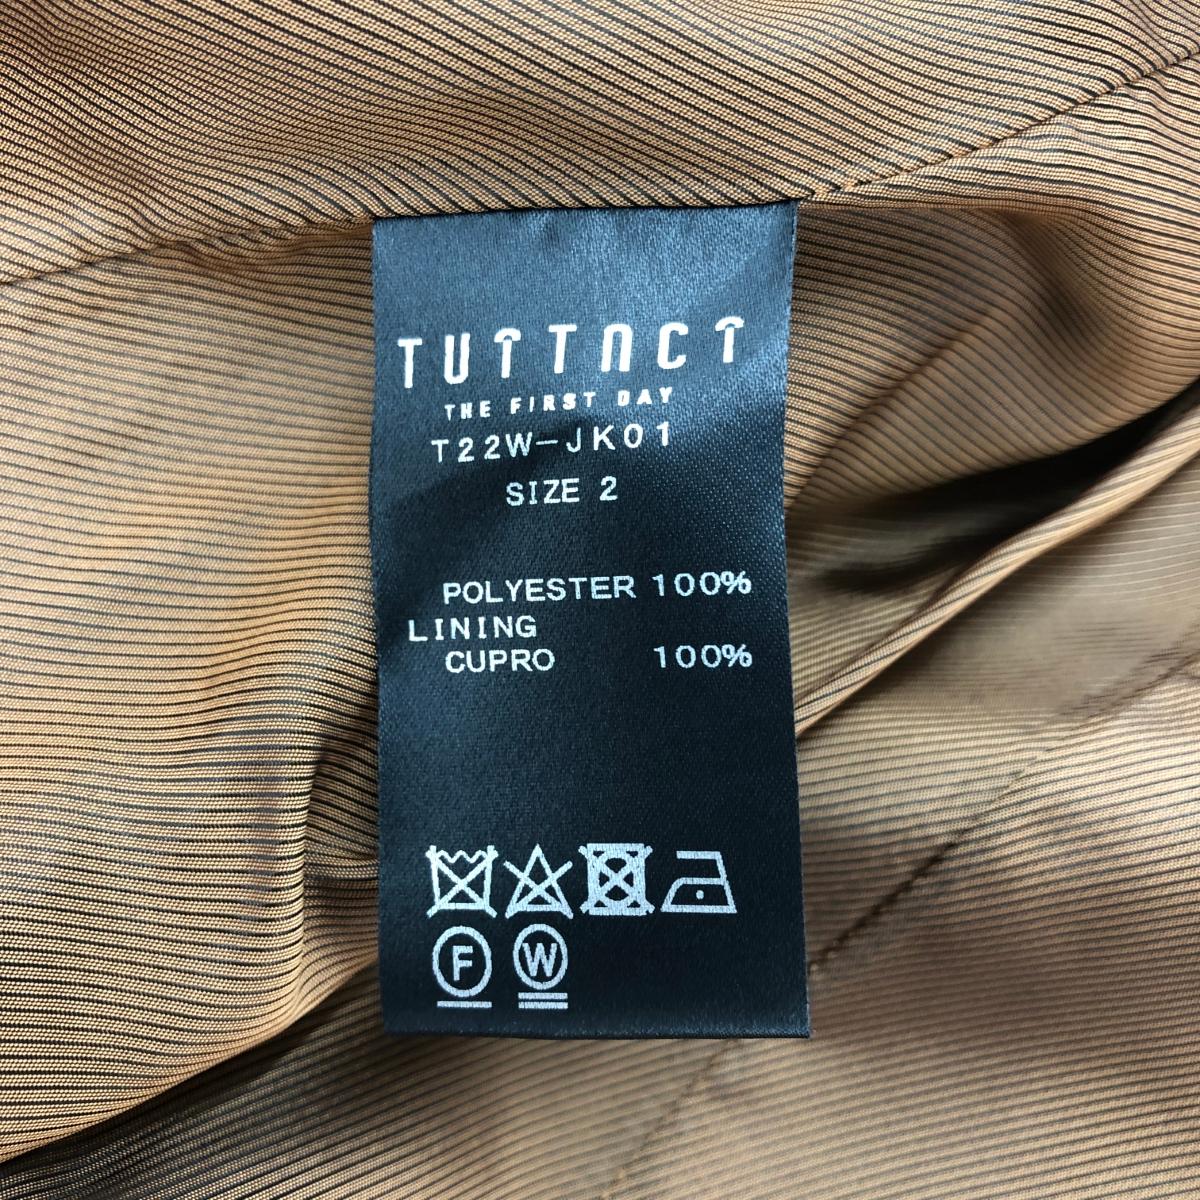 TUTTNCT
THE FIRST DAY
T22W-JK01
SIZE 2
POLYESTER 100%
LINING
CUPRO 100%
F W